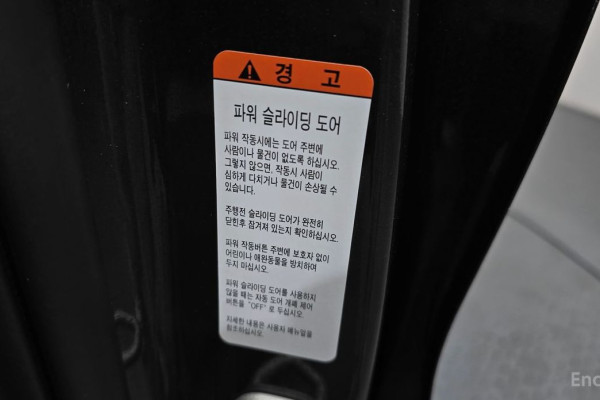 경 고
파워 슬라이딩 도어
파워 작동시에는 도어 주변에
사람이나 물건이 없도록 하십시오.
그렇지 않으면, 작동시 사람이
심하게 다치거나 물건이 손상될 수
있습니다.
주행전 슬라이딩 도어가 완전히
닫힌후 잠겨져 있는지 확인하십시오.
파워 작동버튼 주변에 보호자 없이
어린이나 애완동물을 방치하여
두지 마십시오.
파워 슬라이딩 도어를 사용하지
않을 때는 자동 도어 개폐 제어
버튼을 "OFF" 로 두십시오.
자세한 내용은 사용자 매뉴얼을
참조하십시오.
Enc